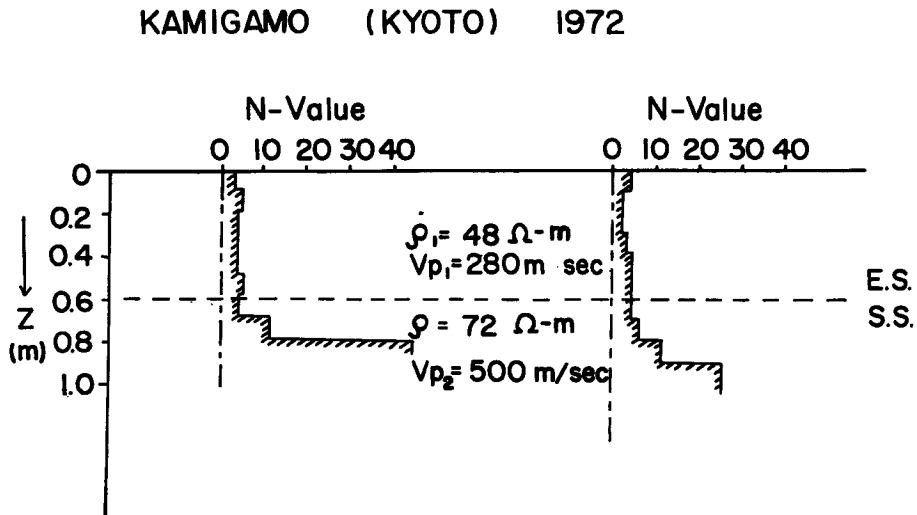 KAMIGAMO (KYOTO) 1972
N-Value N-Value
0 10 20 30 40 0 10 20 30 40
0
0.2
ρ₁= 48 Ω-m
0.4
Vp₁=280m sec
E.S.
0.6
Z
S.S.
ρ = 72 Ω-m
(m) 0.8
Vp₂=500 m/sec
1.0